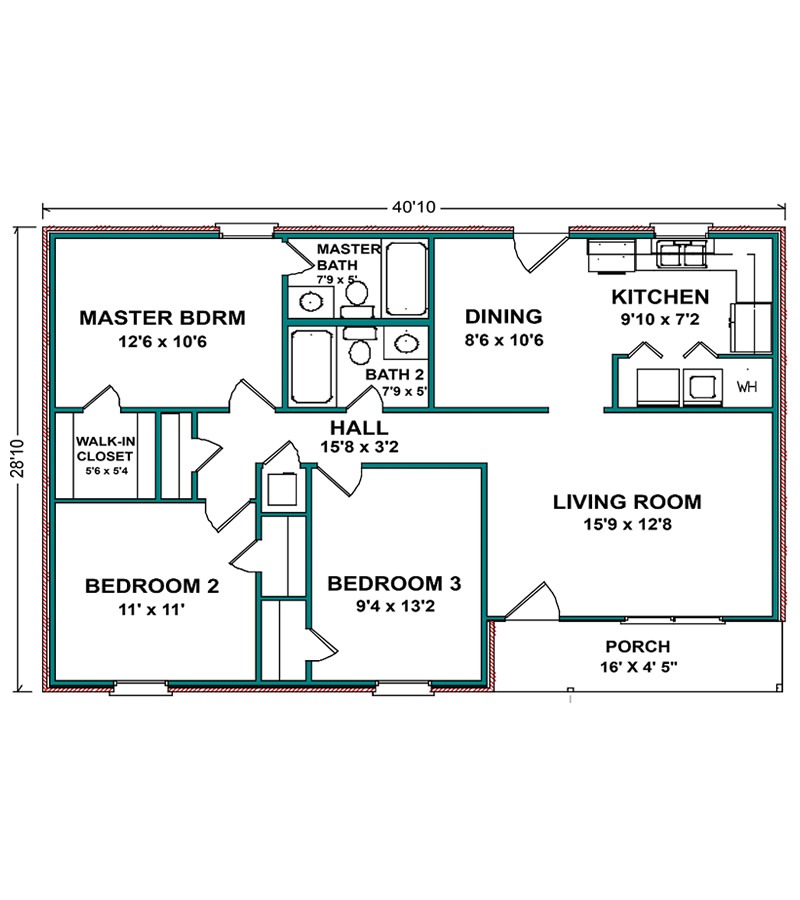 40'10
28'10
MASTER BDRM
12'6 x 10'6
MASTER
BATH
7'9 x 5'
DINING
8'6 x 10'6
KITCHEN
9'10 x 7'2
BATH 2
7'9 x 5'
WH
WALK-IN
CLOSET
5'6 x 5'4
HALL
15'8 x 3'2
LIVING ROOM
15'9 x 12'8
BEDROOM 2
11' x 11'
BEDROOM 3
9'4 x 13'2
PORCH
16' X 4' 5"